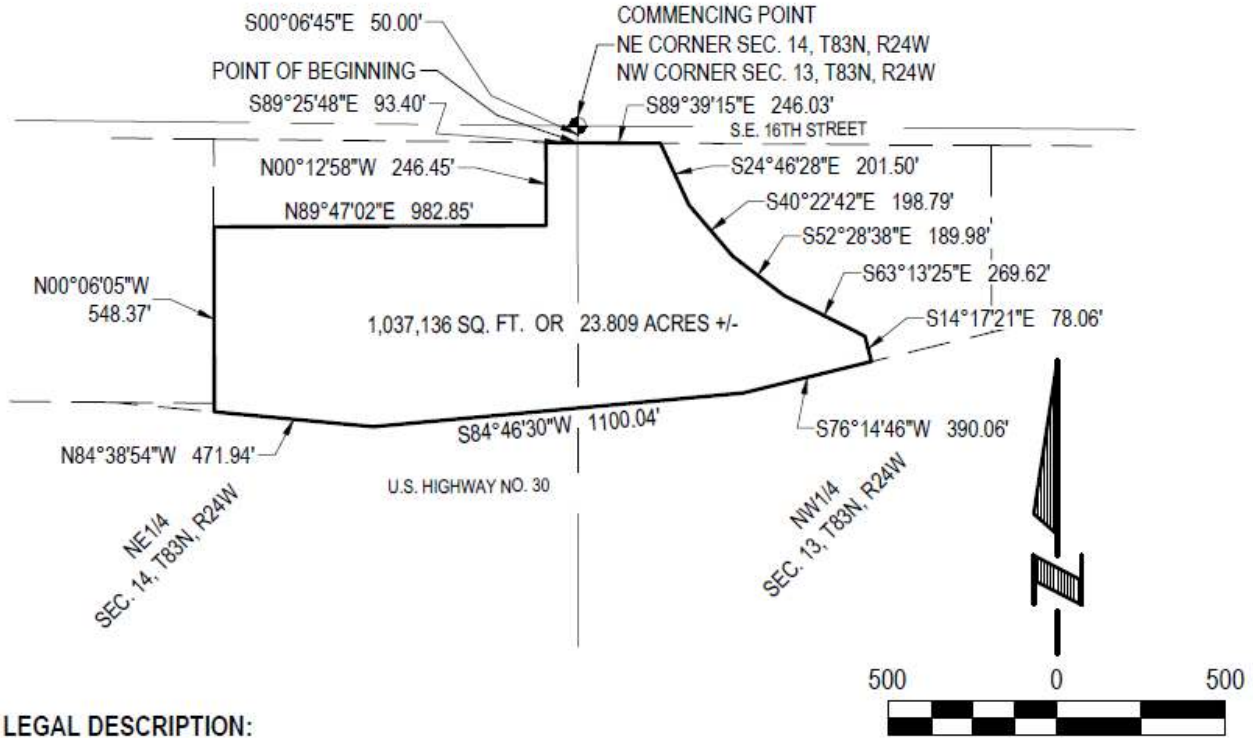 S00°06'45"E 50.00'
COMMENCING POINT
NE CORNER SEC. 14, T83N, R24W
NW CORNER SEC. 13, T83N, R24W
POINT OF BEGINNING
S89°25'48"E 93.40'
S89°39'15"E 246.03'
S.E. 16TH STREET
N00°12'58"W 246.45'
S24°46'28"E 201.50'
N89°47'02"E 982.85'
S40°22'42"E 198.79'
S52°28'38"E 189.98'
S63°13'25"E 269.62'
N00°06'05"W
548.37'
1,037,136 SQ. FT. OR 23.809 ACRES +/-
S14°17'21"E 78.06'
S84°46'30"W 1100.04'
S76°14'46"W 390.06'
N84°38'54"W 471.94'
U.S. HIGHWAY NO. 30
NE1/4
SEC. 14, T83N, R24W
NW1/4
SEC. 13, T83N, R24W
500 0 500
LEGAL DESCRIPTION: